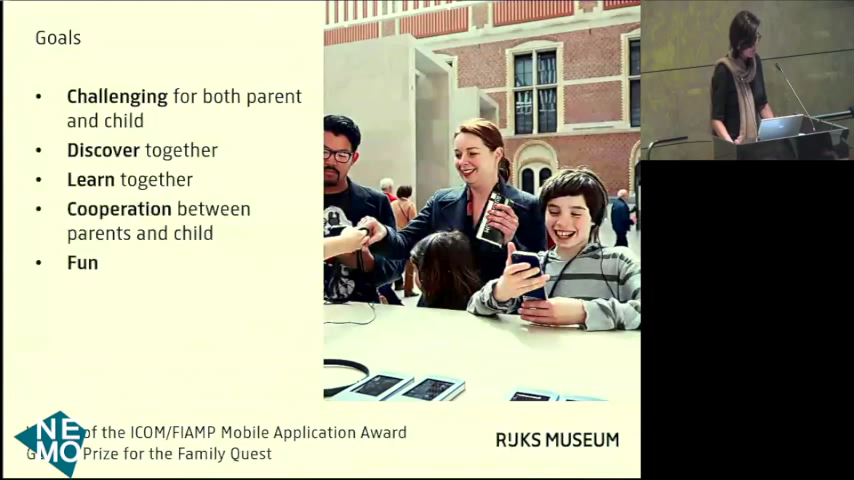 Goals
• Challenging for both parent
and child
• Discover together
• Learn together
• Cooperation between
parents and child
• Fun
of the ICOM/FIAMP Mobile Application Award
Prize for the Family Quest
NE
MO
RIJKS MUSEUM